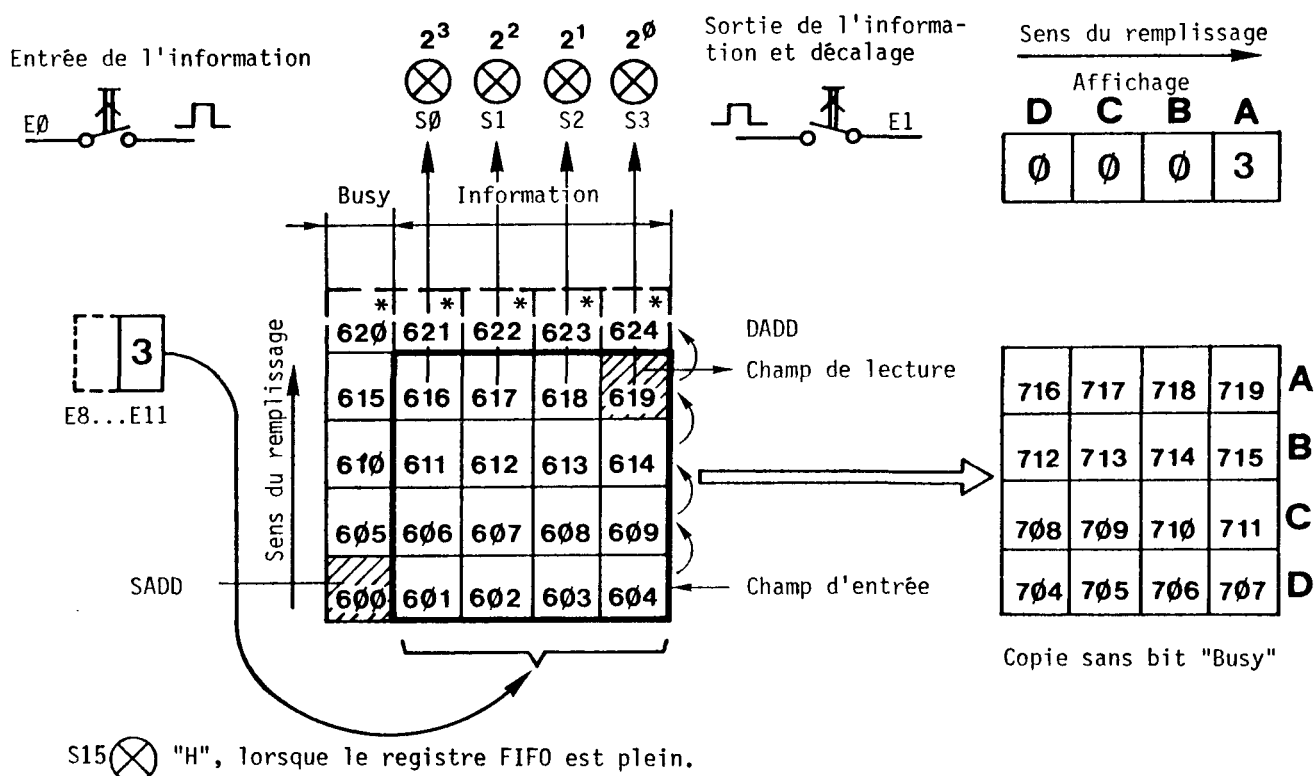 Entrée de l'information
EØ
2³ 2² 2¹ 2Ø
SØ S1 S2 S3
Sortie de l'informa-
tion et décalage
E1
Sens du remplissage
Affichage
D C B A
Ø Ø Ø 3
Busy Information
* * * * *
62Ø 621 622 623 624
615 616 617 618 619
61Ø 611 612 613 614
6Ø5 6Ø6 6Ø7 6Ø8 6Ø9
6ØØ 6Ø1 6Ø2 6Ø3 6Ø4
Sens du remplissage
3
E8...E11
SADD
DADD
Champ de lecture
Champ d'entrée
716 717 718 719 A
712 713 714 715 B
7Ø8 7Ø9 71Ø 711 C
7Ø4 7Ø5 7Ø6 7Ø7 D
Copie sans bit "Busy"
S15 "H", lorsque le registre FIFO est plein.